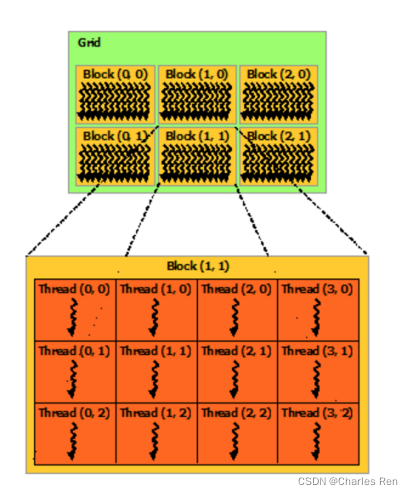 Grid
Block (0, 0) Block (1, 0) Block (2, 0)
Block (0, 1) Block (1, 1) Block (2, 1)
Block (1, 1)
Thread (0, 0) Thread (1, 0) Thread (2, 0) Thread (3, 0)
Thread (0, 1) Thread (1, 1) Thread (2, 1) Thread (3, 1)
Thread (0, 2) Thread (1, 2) Thread (2, 2) Thread (3, 2)
CSDN @Charles Ren